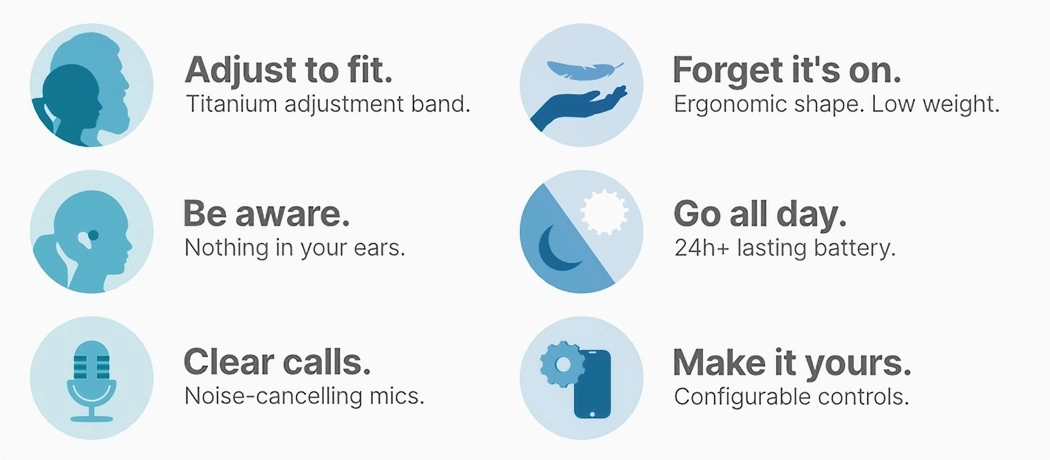 Adjust to fit.
Titanium adjustment band.
Forget it's on.
Ergonomic shape. Low weight.
Be aware.
Nothing in your ears.
Go all day.
24h+ lasting battery.
Clear calls.
Noise-cancelling mics.
Make it yours.
Configurable controls.